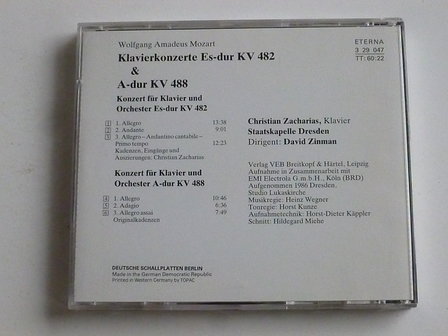 Wolfgang Amadeus Mozart
Klavierkonzerte Es-dur KV 482
&
A-dur KV 488
Konzert für Klavier und
Orchester Es-dur KV 482
1 1. Allegro 13:38
2 2. Andante 9:01
3 3. Allegro – Andantino cantabile –
Primo tempo 12:23
Kadenzen, Eingänge und
Auszierungen: Christian Zacharias
Konzert für Klavier und
Orchester A-dur KV 488
4 1. Allegro 10:46
5 2. Adagio 6:36
6 3. Allegro assai 7:49
Originalkadenzen
DEUTSCHE SCHALLPLATTEN BERLIN
Made in the German Democratic Republic
Printed in Western Germany by TOPAC
ETERNA
3 29 047
TT: 60:22
Christian Zacharias, Klavier
Staatskapelle Dresden
Dirigent: David Zinman
Verlag VEB Breitkopf & Härtel, Leipzig
Aufnahme in Zusammenarbeit mit
EMI Electrola G.m.b.H., Köln (BRD)
Aufgenommen 1986 Dresden,
Studio Lukaskirche
Musikregie: Heinz Wegner
Tonregie: Horst Kunze
Aufnahmetechnik: Horst-Dieter Käppler
Schnitt: Hildegard Miehe